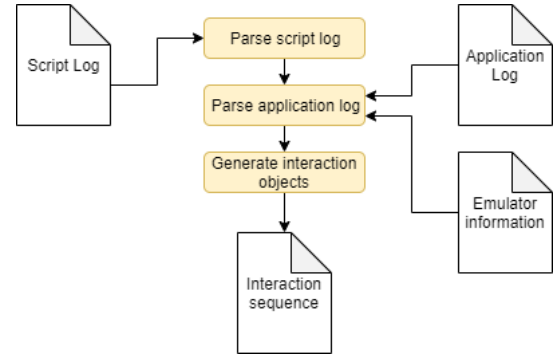 Script Log
Parse script log
Application
Log
Parse application log
Generate interaction
objects
Emulator
information
Interaction
sequence